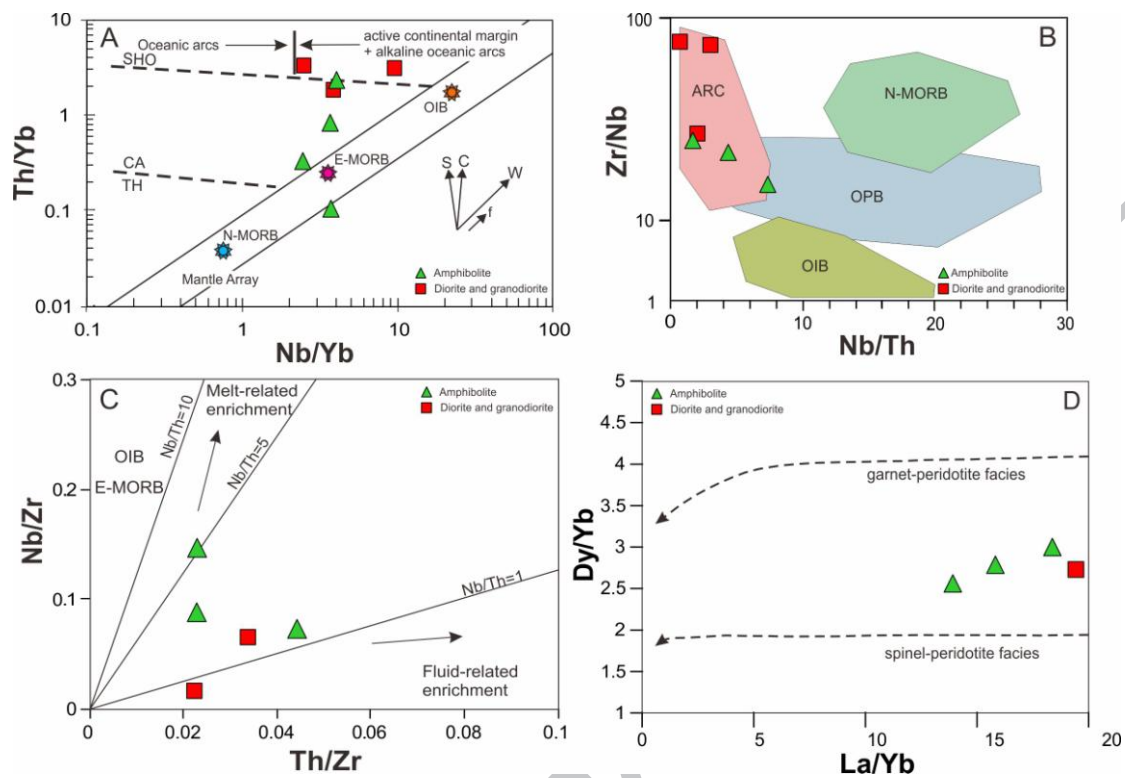 A
10
1
0.1
0.01
Th/Yb
Oceanic arcs
active continental margin
+ alkaline oceanic arcs
SHO
CA
TH
OIB
E-MORB
N-MORB
Mantle Array
S
C
W
f
Amphibolite
Diorite and granodiorite
0.1
1
10
100
Nb/Yb
B
100
10
1
Zr/Nb
ARC
N-MORB
OPB
OIB
Amphibolite
Diorite and granodiorite
0
10
20
30
Nb/Th
C
0.3
0.2
0.1
0
Nb/Zr
Nb/Th=10
Melt-related
enrichment
Nb/Th=5
OIB
E-MORB
Nb/Th=1
Fluid-related
enrichment
Amphibolite
Diorite and granodiorite
0
0.02
0.04
0.06
0.08
0.1
Th/Zr
D
5
4.5
4
3.5
3
2.5
2
1.5
1
Dy/Yb
Amphibolite
Diorite and granodiorite
garnet-peridotite facies
spinel-peridotite facies
0
5
10
15
20
La/Yb